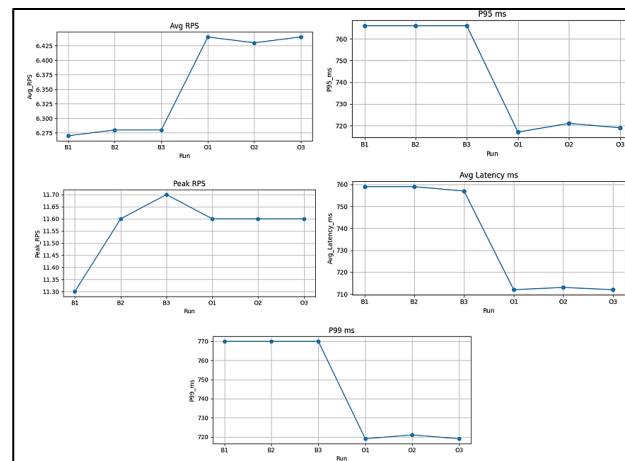 Avg RPS
6.425
6.400
6.375
6.350
6.325
6.300
6.275
Avg_RPS
B1 B2 B3 O1 O2 O3
Run
P95 ms
760
750
740
730
720
P95_ms
B1 B2 B3 O1 O2 O3
Run
Peak RPS
11.70
11.65
11.60
11.55
11.50
11.45
11.40
11.35
11.30
Peak_RPS
B1 B2 B3 O1 O2 O3
Run
Avg Latency ms
760
750
740
730
720
710
Avg_Latency_ms
B1 B2 B3 O1 O2 O3
Run
P99 ms
770
760
750
740
730
720
P99_ms
B1 B2 B3 O1 O2 O3
Run